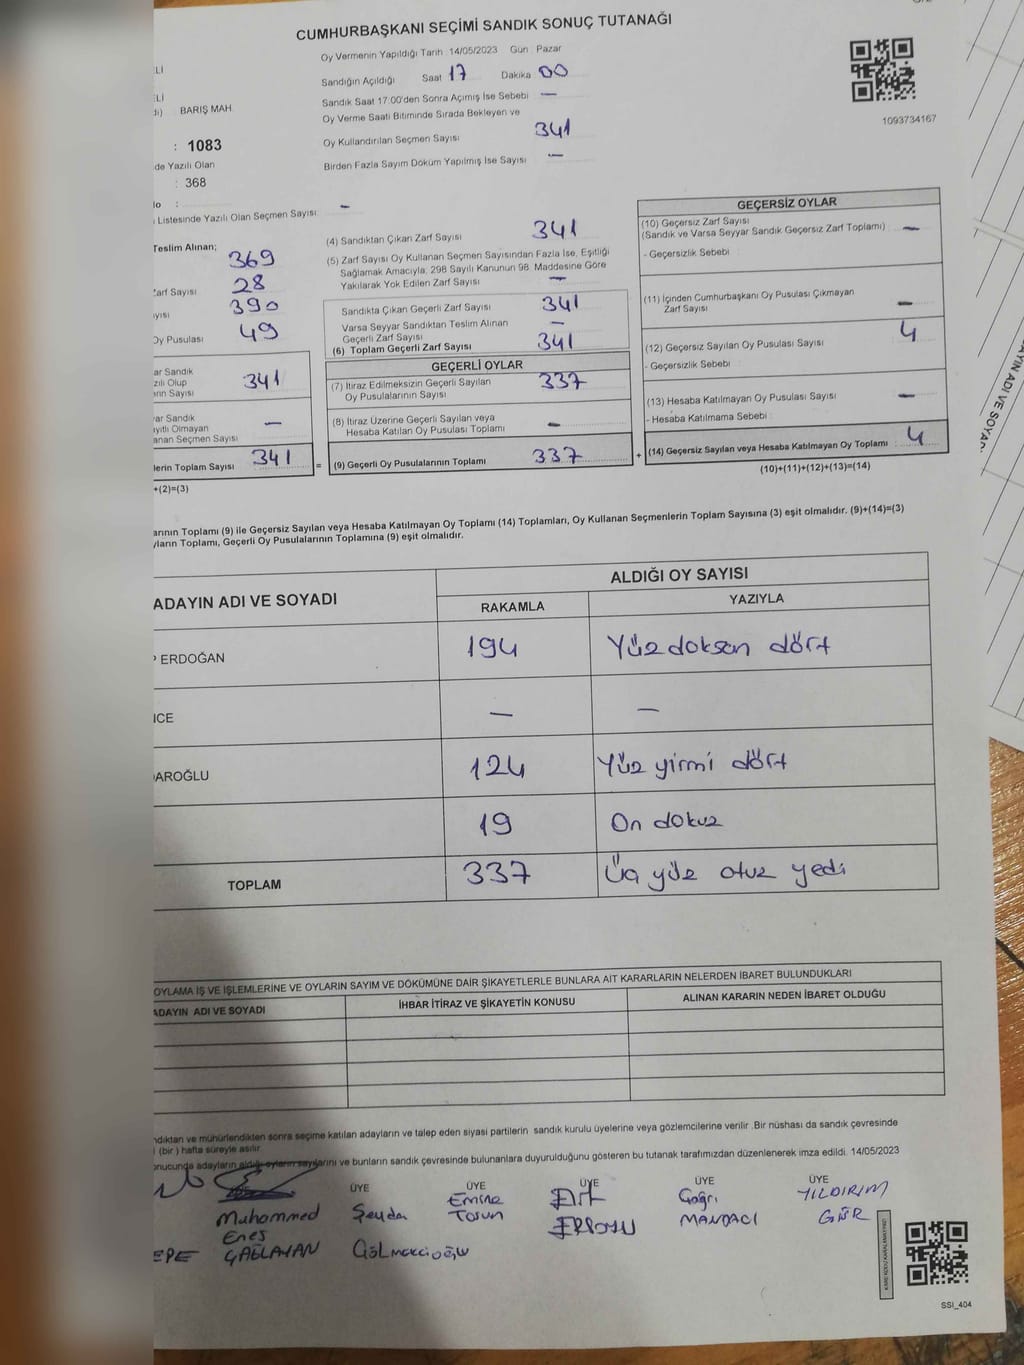 CUMHURBAŞKANI SEÇİMİ SANDIK SONUÇ TUTANAĞI
Oy Vermenin Yapıldığı Tarih 14/05/2023 Gün Pazar
Sandığın Açıldığı Saat 17 Dakika 00
Sandık Saat 17:00'den Sonra Açımış İse Sebebi —
Oy Verme Saati Bitiminde Sırada Bekleyen ve
Oy Kullandırılan Seçmen Sayısı 341
Birden Fazla Sayım Döküm Yapılmış İse Sayısı —
1093734167
BARIŞ MAH.
: 1083
de Yazılı Olan
: 368
Listesinde Yazılı Olan Seçmen Sayısı: —
Teslim Alınan; 369
Zarf Sayısı 28
390
Oy Pusulası 49
ar Sandık
zılı Olup
erin Sayısı 341
ar Sandık
yıtlı Olmayan
anan Seçmen Sayısı —
lerin Toplam Sayısı 341 =
+(2)=(3)
(4) Sandıktan Çıkan Zarf Sayısı 341
(5) Zarf Sayısı Oy Kullanan Seçmen Sayısından Fazla İse, Eşitliği
Sağlamak Amacıyla; 298 Sayılı Kanunun 98. Maddesine Göre
Yakılarak Yok Edilen Zarf Sayısı —
Sandıkta Çıkan Geçerli Zarf Sayısı 341
Varsa Seyyar Sandıktan Teslim Alınan
Geçerli Zarf Sayısı —
(6) Toplam Geçerli Zarf Sayısı 341
GEÇERLİ OYLAR
(7) İtiraz Edilmeksizin Geçerli Sayılan
Oy Pusulalarının Sayısı 337
(8) İtiraz Üzerine Geçerli Sayılan veya
Hesaba Katılan Oy Pusulası Toplamı —
(9) Geçerli Oy Pusulalarının Toplamı 337 +
GEÇERSİZ OYLAR
(10) Geçersiz Zarf Sayısı
(Sandık ve Varsa Seyyar Sandık Geçersiz Zarf Toplamı) —
- Geçersizlik Sebebi :
(11) İçinden Cumhurbaşkanı Oy Pusulası Çıkmayan
Zarf Sayısı —
(12) Geçersiz Sayılan Oy Pusulası Sayısı 4
- Geçersizlik Sebebi :
(13) Hesaba Katılmayan Oy Pusulası Sayısı —
- Hesaba Katılmama Sebebi :
(14) Geçersiz Sayılan veya Hesaba Katılmayan Oy Toplamı 4
(10)+(11)+(12)+(13)=(14)
arının Toplamı (9) ile Geçersiz Sayılan veya Hesaba Katılmayan Oy Toplamı (14) Toplamları, Oy Kullanan Seçmenlerin Toplam Sayısına (3) eşit olmalıdır. (9)+(14)=(3)
yların Toplamı, Geçerli Oy Pusulalarının Toplamına (9) eşit olmalıdır.
ADAYIN ADI VE SOYADI ALDIĞI OY SAYISI
RAKAMLA YAZIYLA
ERDOĞAN 194 Yüz doksan dört
NCE — —
DAROĞLU 124 Yüz yirmi dört
19 On dokuz
TOPLAM 337 Üç yüz otuz yedi
OYLAMA İŞ VE İŞLEMLERİNE VE OYLARIN SAYIM VE DÖKÜMÜNE DAİR ŞİKAYETLERLE BUNLARA AİT KARARLARIN NELERDEN İBARET BULUNDUKLARI
ADAYIN ADI VE SOYADI İHBAR İTİRAZ VE ŞİKAYETİN KONUSU ALINAN KARARIN NEDEN İBARET OLDUĞU
ndıktan ve mühürlendikten sonra seçime katılan adayların ve talep eden siyasi partilerin sandık kurulu üyelerine veya gözlemcilerine verilir .Bir nüshası da sandık çevresinde
(bir) hafta süreyle asılır.
onucunda adayların aldığı oyların sayılarını ve bunların sandık çevresinde bulunanlara duyurulduğunu gösteren bu tutanak tarafımızdan düzenlenerek imza edildi. 14/05/2023
ÜYE ÜYE ÜYE ÜYE ÜYE
Muhammed Enes ÇAĞLAYAN
Şeyda
Emine Tosun
ERSOYU
Çağrı MANDACI
YILDIRIM GÜR
EPE
SSI_404
AYIN ADI VE SOYAD